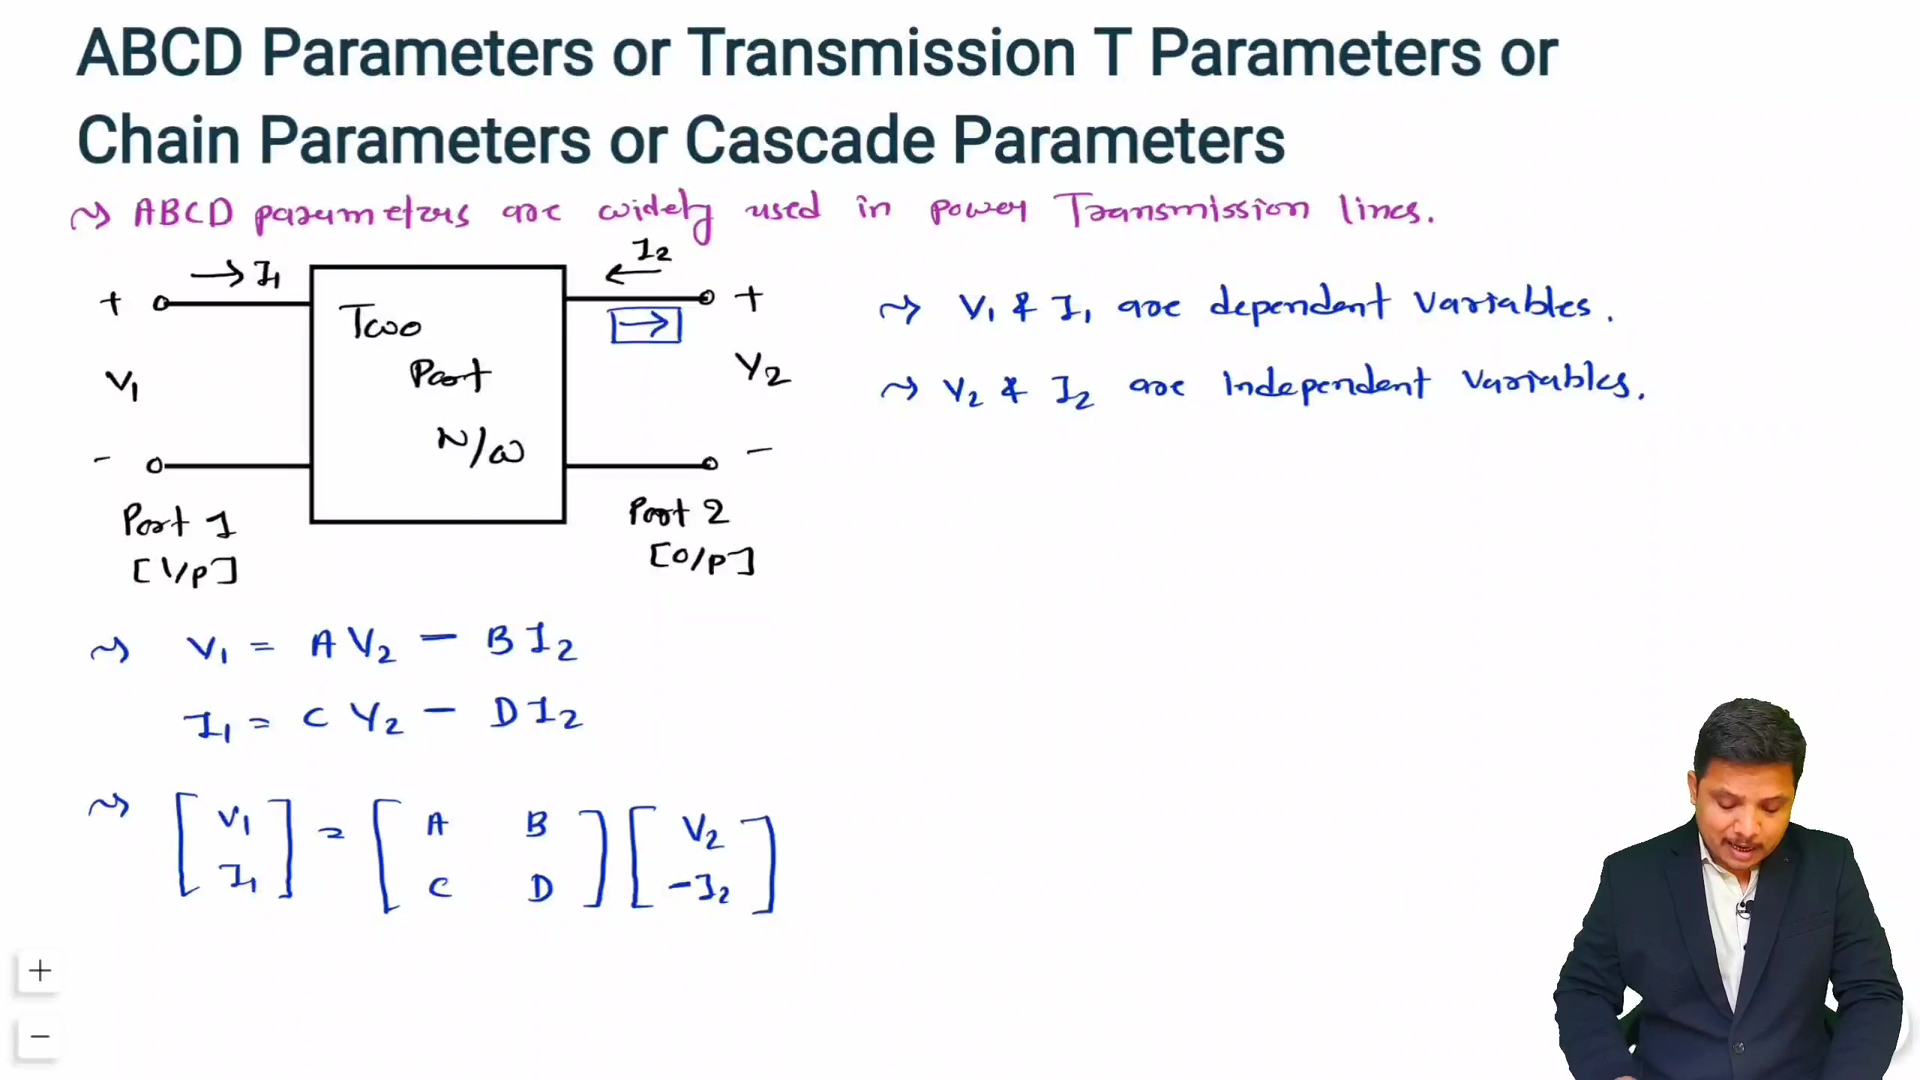 ABCD Parameters or Transmission T Parameters or
Chain Parameters or Cascade Parameters
~> ABCD parameters are widely used in power Transmission lines.
+ → I₁
Two
Port
N/ω
I₂ ←
→
+
V₁
V₂
-
-
Port 1
[I/p]
Port 2
[O/p]
~> V₁ & I₁ are dependent Variables.
~> V₂ & I₂ are Independent Variables.
~> V₁ = A V₂ - B I₂
I₁ = C V₂ - D I₂
~> [V₁ I₁] = [A B C D] [V₂ -I₂]
+
-